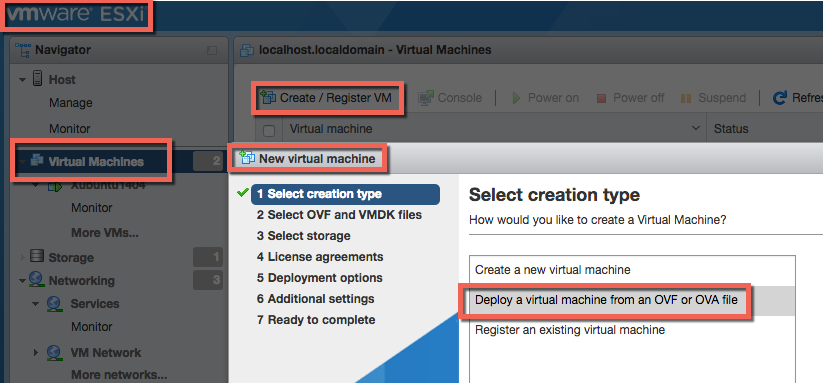 vmware ESXi
Navigator
localhost.localdomain - Virtual Machines
Host
Manage
Monitor
Create / Register VM
Console
Power on
Power off
Suspend
Refres
Virtual machine
Status
Virtual Machines
2
Xubuntu1404
Monitor
More VMs...
Storage
1
Networking
3
Services
Monitor
VM Network
More networks...
New virtual machine
1 Select creation type
2 Select OVF and VMDK files
3 Select storage
4 License agreements
5 Deployment options
6 Additional settings
7 Ready to complete
Select creation type
How would you like to create a Virtual Machine?
Create a new virtual machine
Deploy a virtual machine from an OVF or OVA file
Register an existing virtual machine